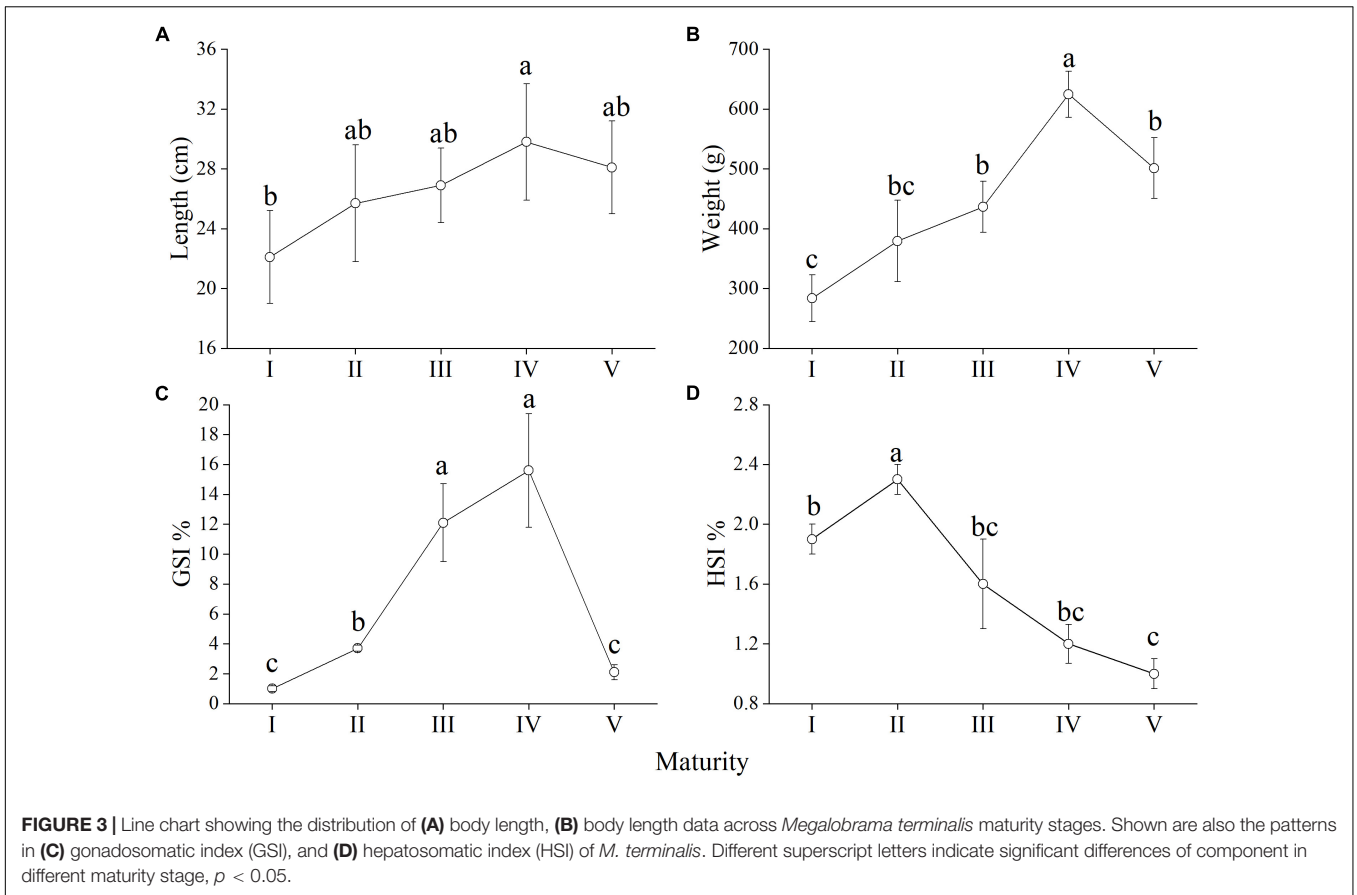 A
36
32
28
24
20
16
Length (cm)
b
ab
ab
a
ab
I II III IV V
B
700
600
500
400
300
200
Weight (g)
c
bc
b
a
b
I II III IV V
C
20
18
16
14
12
10
8
6
4
2
0
GSI %
c
b
a
a
c
I II III IV V
D
2.8
2.4
2.0
1.6
1.2
0.8
HSI %
b
a
bc
bc
c
I II III IV V
Maturity
FIGURE 3 | Line chart showing the distribution of (A) body length, (B) body length data across Megalobrama terminalis maturity stages. Shown are also the patterns
in (C) gonadosomatic index (GSI), and (D) hepatosomatic index (HSI) of M. terminalis. Different superscript letters indicate significant differences of component in
different maturity stage, p < 0.05.